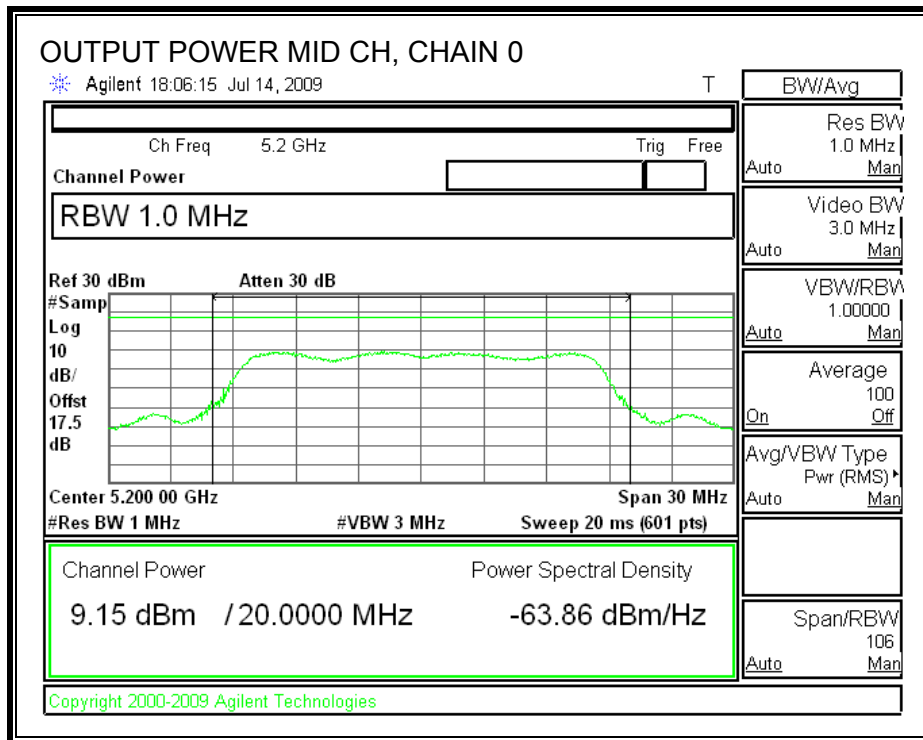 OUTPUT POWER MID CH, CHAIN 0
Agilent 18:06:15 Jul 14, 2009 T
Ch Freq 5.2 GHz Trig Free
Channel Power
RBW 1.0 MHz
Ref 30 dBm Atten 30 dB
#Samp
Log
10
dB/
Offst
17.5
dB
Center 5.200 00 GHz Span 30 MHz
#Res BW 1 MHz #VBW 3 MHz Sweep 20 ms (601 pts)
Channel Power Power Spectral Density
9.15 dBm /20.0000 MHz -63.86 dBm/Hz
Copyright 2000-2009 Agilent Technologies
BW/Avg
Res BW
1.0 MHz
Auto Man
Video BW
3.0 MHz
Auto Man
VBW/RBW
1.00000
Auto Man
Average
100
On Off
Avg/VBW Type
Pwr (RMS)
Auto Man
Span/RBW
106
Auto Man